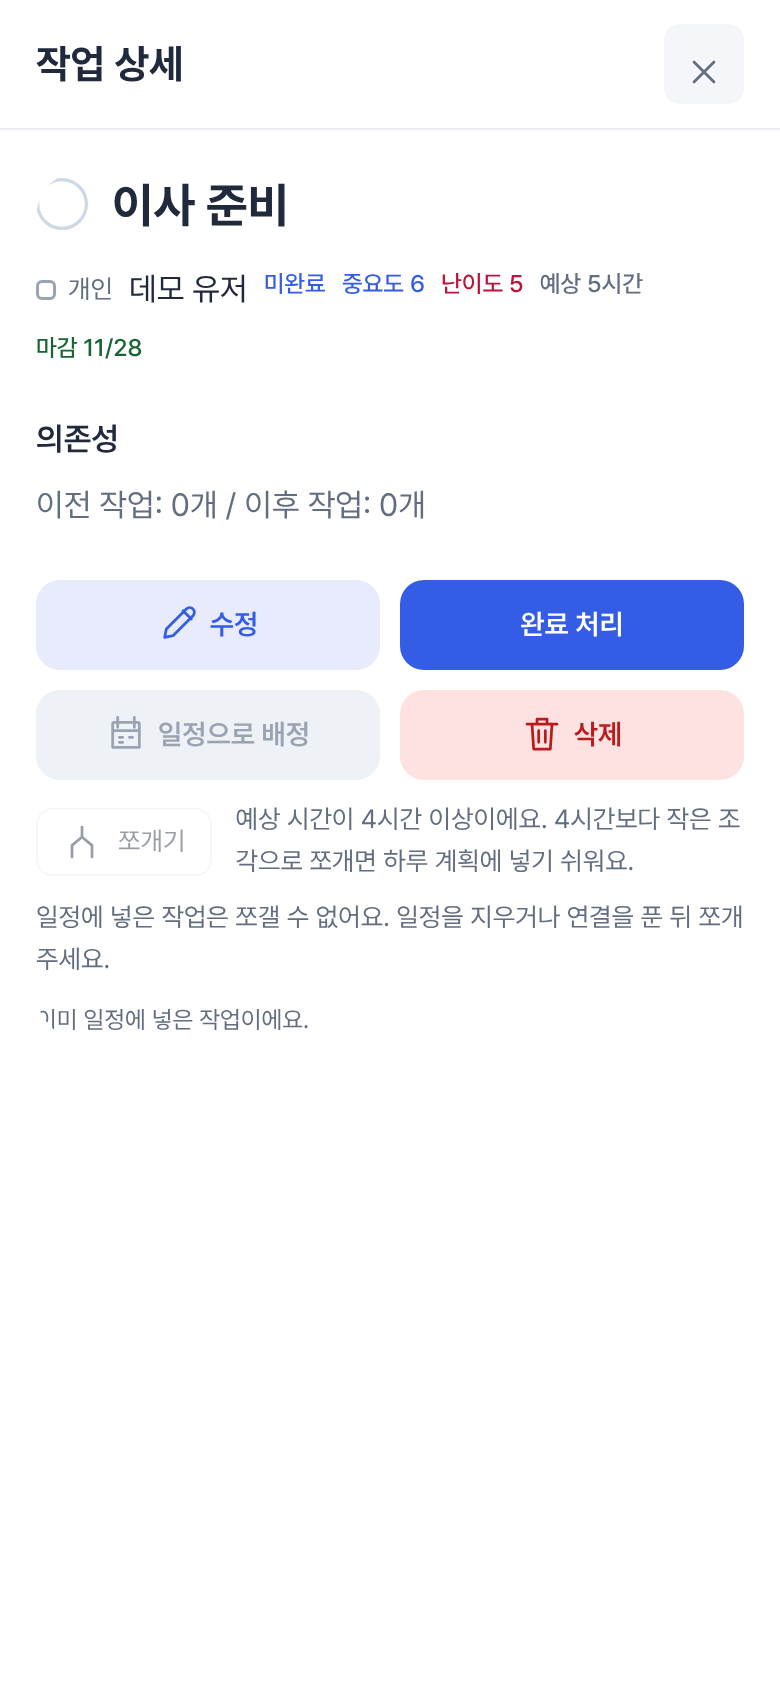 작업 상세
이사 준비
개인 데모 유저 미완료 중요도 6 난이도 5 예상 5시간
마감 11/28
의존성
이전 작업: 0개 / 이후 작업: 0개
수정
완료 처리
일정으로 배정
삭제
쪼개기
예상 시간이 4시간 이상이에요. 4시간보다 작은 조
각으로 쪼개면 하루 계획에 넣기 쉬워요.
일정에 넣은 작업은 쪼갤 수 없어요. 일정을 지우거나 연결을 푼 뒤 쪼개
주세요.
일정에 넣은 작업이에요.